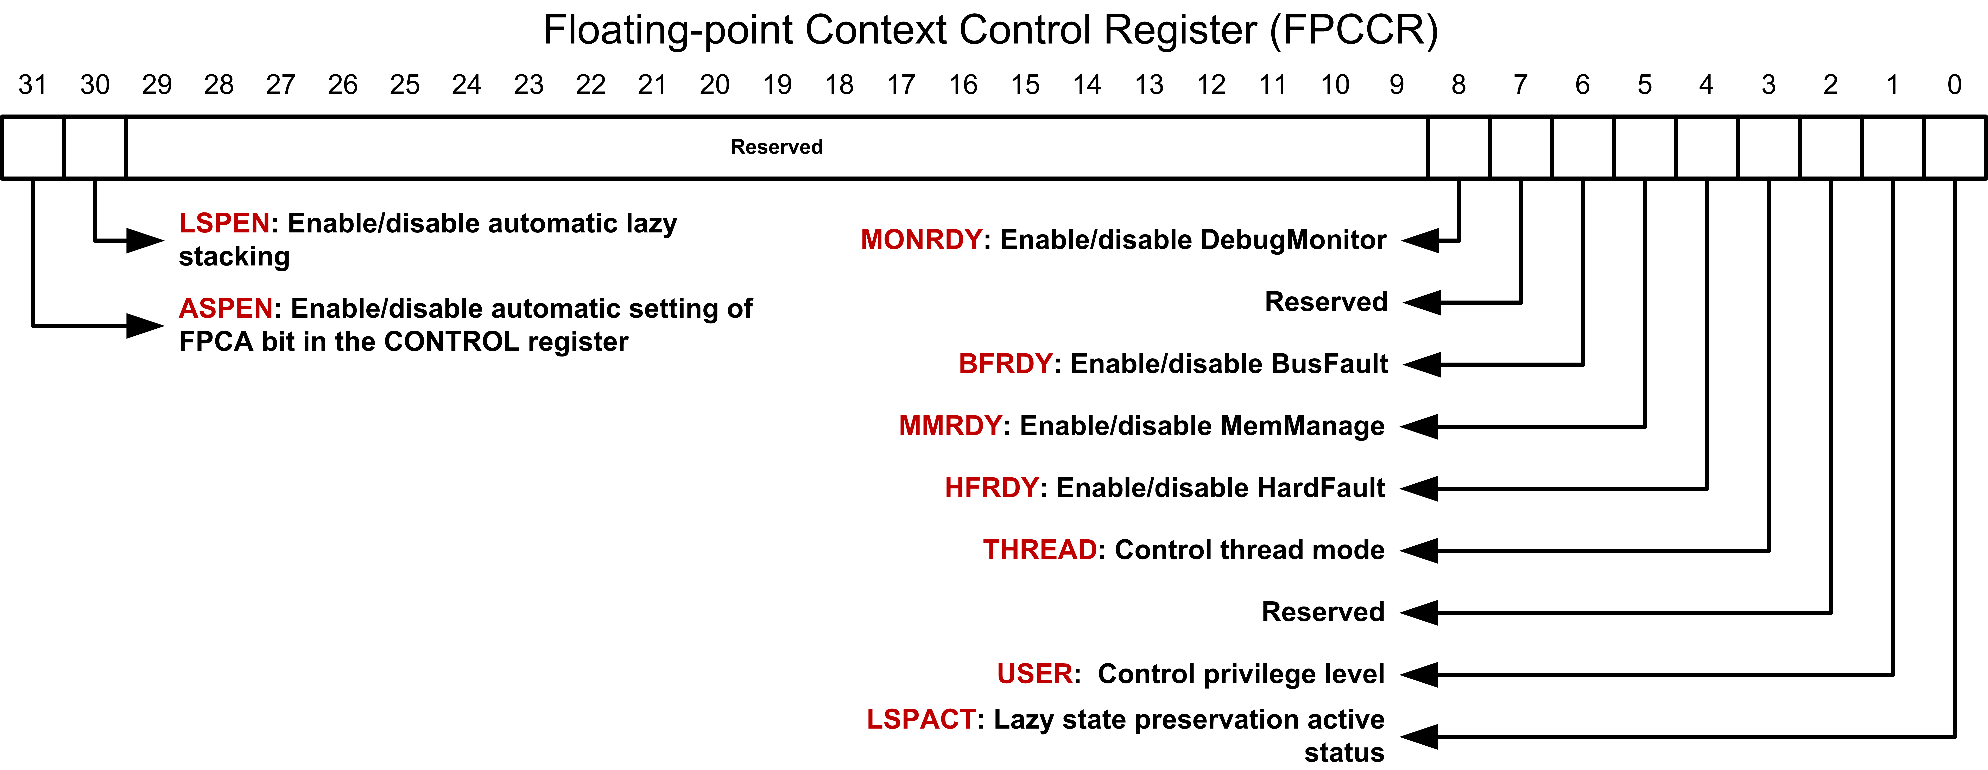 Floating-point Context Control Register (FPCCR)
31 30 29 28 27 26 25 24 23 22 21 20 19 18 17 16 15 14 13 12 11 10 9 8 7 6 5 4 3 2 1 0
Reserved
LSPEN: Enable/disable automatic lazy
stacking
ASPEN: Enable/disable automatic setting of
FPCA bit in the CONTROL register
MONRDY: Enable/disable DebugMonitor
Reserved
BFRDY: Enable/disable BusFault
MMRDY: Enable/disable MemManage
HFRDY: Enable/disable HardFault
THREAD: Control thread mode
Reserved
USER:  Control privilege level
LSPACT: Lazy state preservation active
status